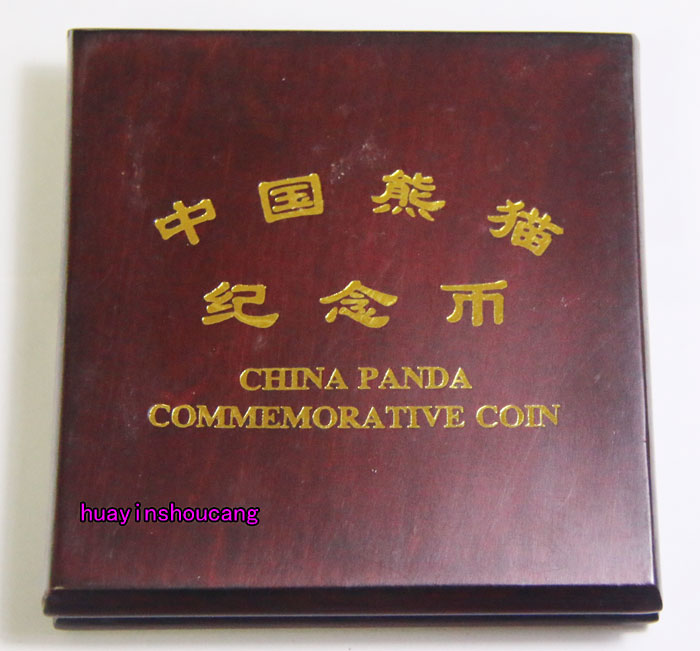 中国熊猫
纪念币
CHINA PANDA
COMMEMORATIVE COIN
huayinshoucang